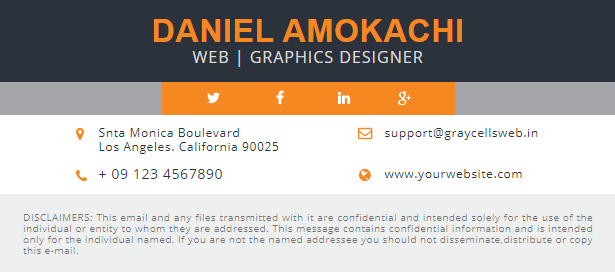 DANIEL AMOKACHI
WEB | GRAPHICS DESIGNER
Snta Monica Boulevard
Los Angeles. California 90025
support@graycellsweb.in
+ 09 123 4567890
www.yourwebsite.com
DISCLAIMERS: This email and any files transmitted with it are confidential and intended solely for the use of the
individual or entity to whom they are addressed. This message contains confidential information and is intended
only for the individual named. If you are not the named addressee you should not disseminate,distribute or copy
this e-mail.